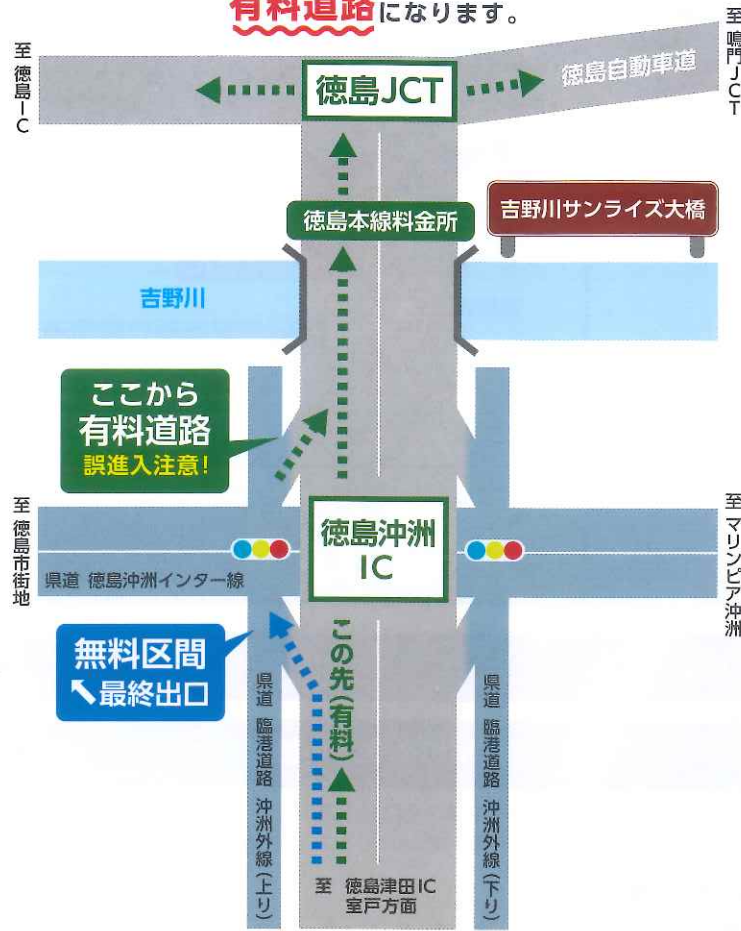 有料道路になります。
至 徳島IC
徳島JCT
徳島自動車道
至 鳴門JCT
徳島本線料金所
吉野川サンライズ大橋
吉野川
ここから
有料道路
誤進入注意!
至 徳島市街地
徳島沖洲
IC
至 マリンピア沖洲
県道 徳島沖洲インター線
無料区間
↖最終出口
この先(有料)
県道 臨港道路 沖洲外線(上り)
県道 臨港道路 沖洲外線(下り)
至 徳島津田IC
室戸方面